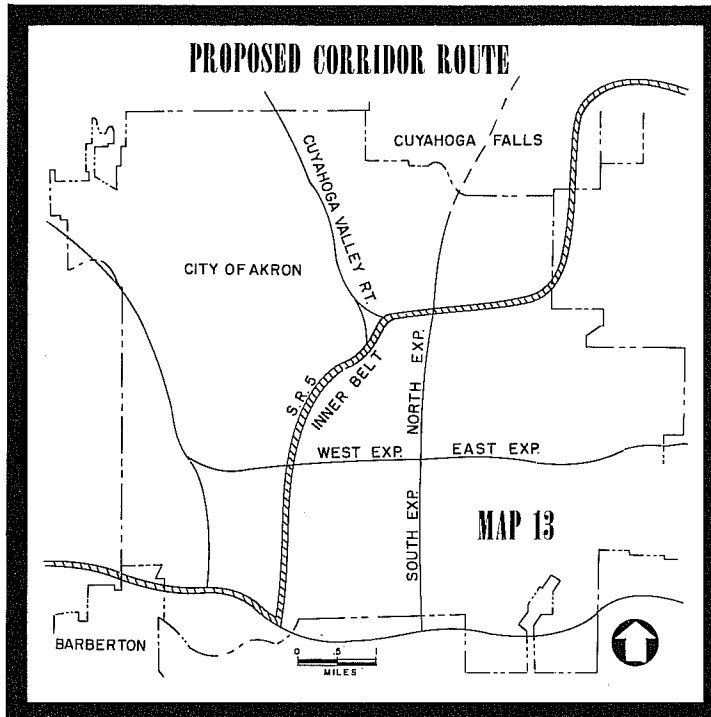 PROPOSED CORRIDOR ROUTE
CUYAHOGA FALLS
CUYAHOGA VALLEY RT.
CITY OF AKRON
S.R. 5
INNER BELT
NORTH EXP.
WEST EXP.
EAST EXP.
SOUTH EXP.
MAP 13
BARBERTON
0 .5
MILES